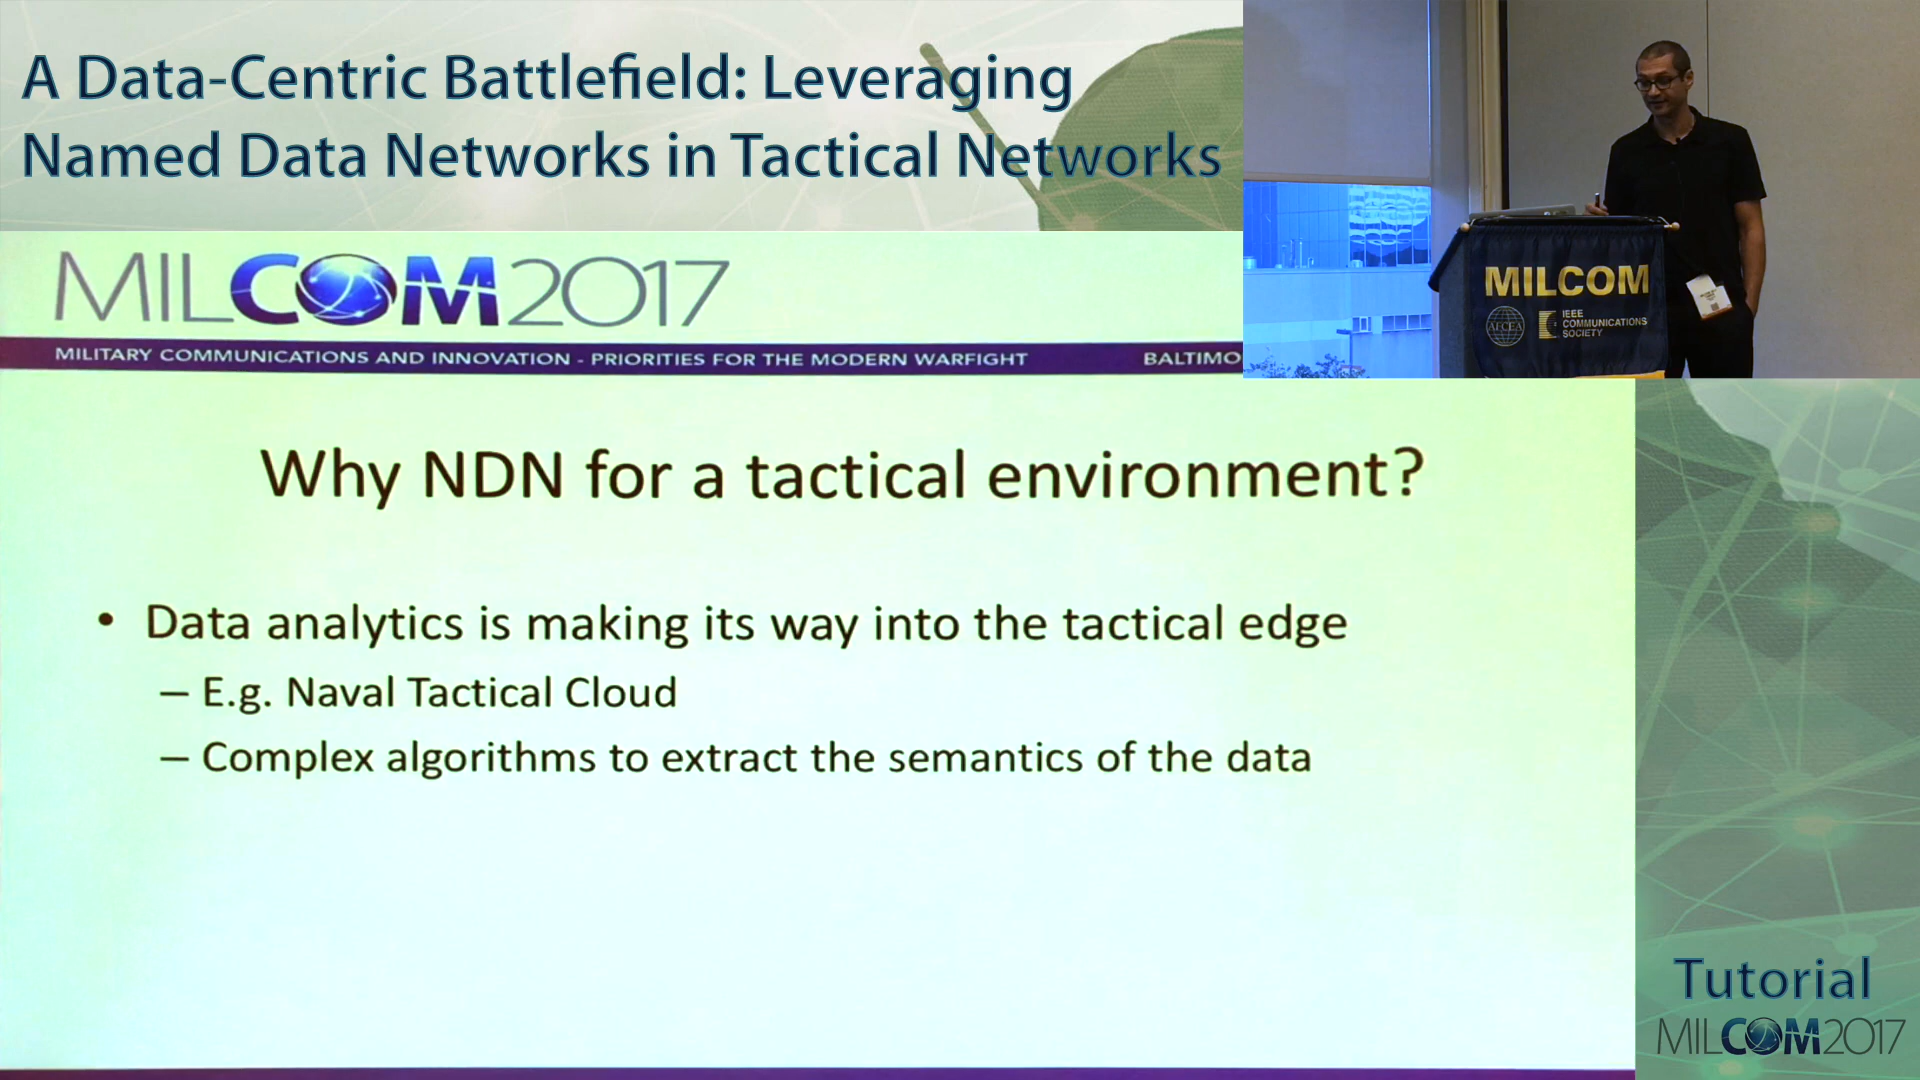 A Data-Centric Battlefield: Leveraging
Named Data Networks in Tactical Networks
MILCOM2017
MILITARY COMMUNICATIONS AND INNOVATION - PRIORITIES FOR THE MODERN WARFIGHT
BALTIMO
MILCOM
AFCEA
IEEE
COMMUNICATIONS
SOCIETY
Why NDN for a tactical environment?
• Data analytics is making its way into the tactical edge
– E.g. Naval Tactical Cloud
– Complex algorithms to extract the semantics of the data
Tutorial
MILCOM2017